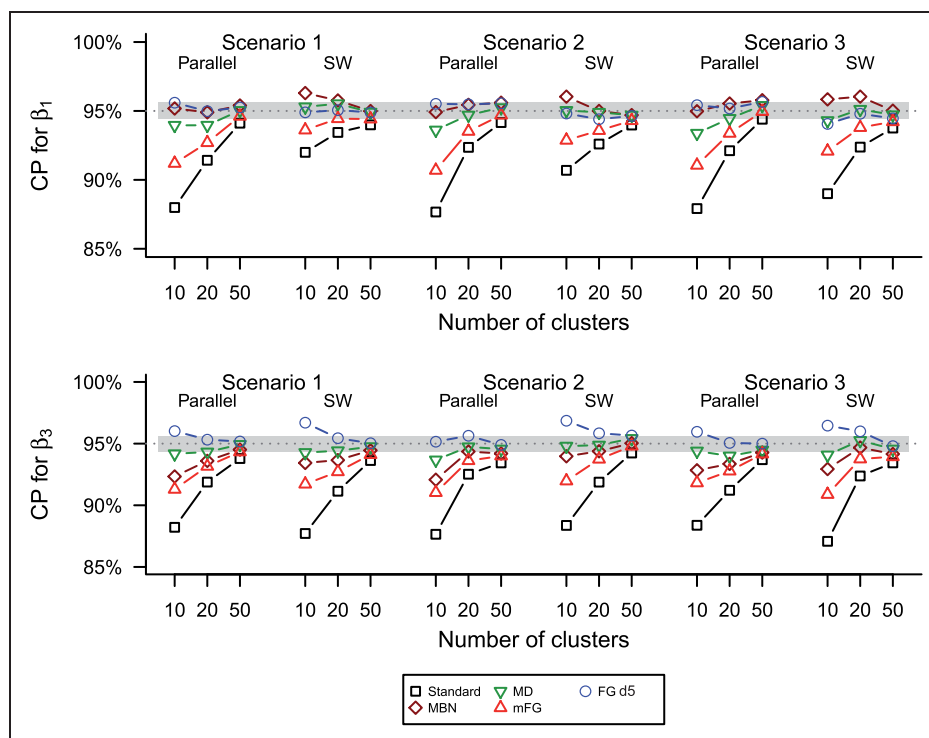 Scenario 1 Scenario 2 Scenario 3
Parallel SW Parallel SW Parallel SW
100%
95%
90%
85%
CP for β1
10 20 50 10 20 50 10 20 50 10 20 50 10 20 50 10 20 50
Number of clusters
Scenario 1 Scenario 2 Scenario 3
Parallel SW Parallel SW Parallel SW
100%
95%
90%
85%
CP for β3
10 20 50 10 20 50 10 20 50 10 20 50 10 20 50 10 20 50
Number of clusters
Standard MD FG d5
MBN mFG